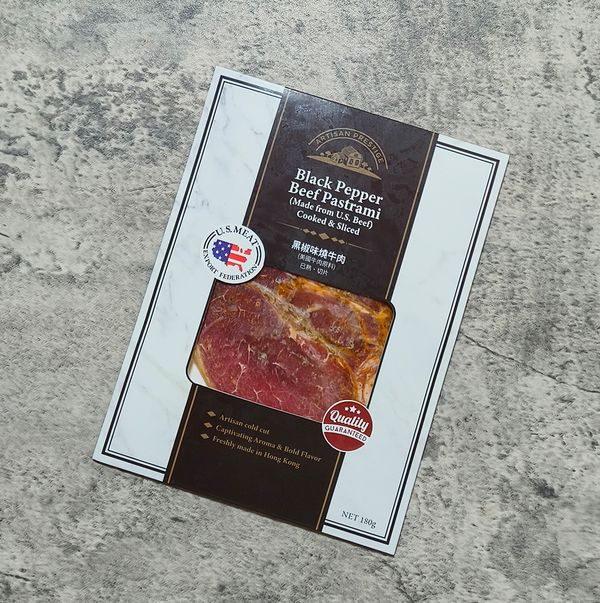 ARTISAN PRESTIGE
Black Pepper
Beef Pastrami
(Made from U.S. Beef)
Cooked & Sliced
黑椒味燒牛肉
(美國牛肉原料)
已熟·切片
U.S. MEAT
EXPORT FEDERATION
Quality
GUARANTEED
Artisan cold cut
Captivating Aroma & Bold Flavor
Freshly made in Hong Kong
NET 180g